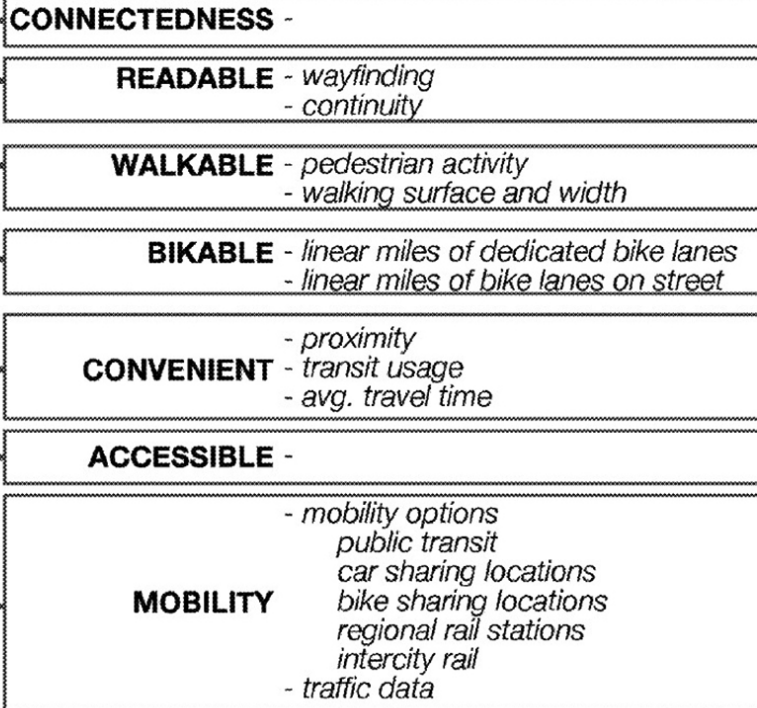 CONNECTEDNESS -
READABLE - wayfinding
- continuity
WALKABLE - pedestrian activity
- walking surface and width
BIKABLE - linear miles of dedicated bike lanes
- linear miles of bike lanes on street
- proximity
CONVENIENT - transit usage
- avg. travel time
ACCESSIBLE -
- mobility options
public transit
car sharing locations
MOBILITY bike sharing locations
regional rail stations
intercity rail
- traffic data